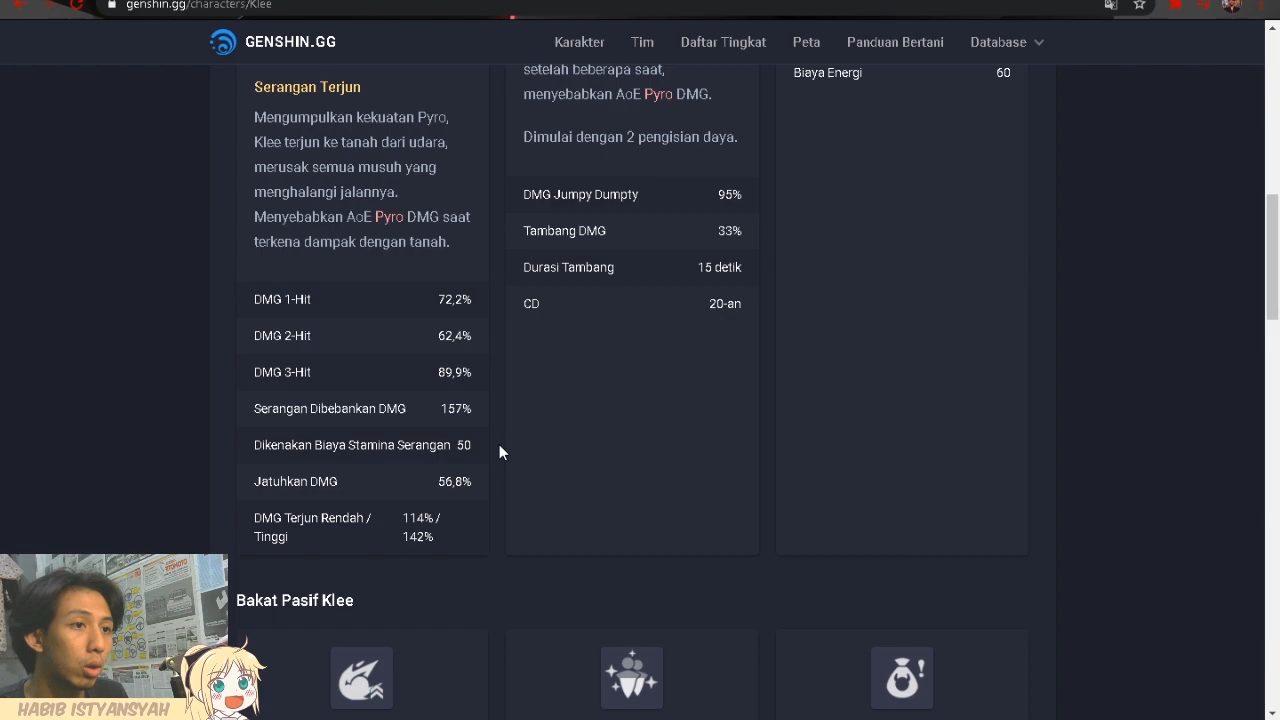 genshin.gg/characters/Klee
GENSHIN.GG
Karakter
Tim
Daftar Tingkat
Peta
Panduan Bertani
Database
Serangan Terjun
Mengumpulkan kekuatan Pyro,
Klee terjun ke tanah dari udara,
merusak semua musuh yang
menghalangi jalannya.
Menyebabkan AoE Pyro DMG saat
terkena dampak dengan tanah.
DMG 1-Hit 72,2%
DMG 2-Hit 62,4%
DMG 3-Hit 89,9%
Serangan Dibebankan DMG 157%
Dikenakan Biaya Stamina Serangan 50
Jatuhkan DMG 56,8%
DMG Terjun Rendah / 114% /
Tinggi 142%
setelah beberapa saat,
menyebabkan AoE Pyro DMG.
Dimulai dengan 2 pengisian daya.
DMG Jumpy Dumpty 95%
Tambang DMG 33%
Durasi Tambang 15 detik
CD 20-an
Biaya Energi 60
Bakat Pasif Klee
HABIB ISTYANSYAH